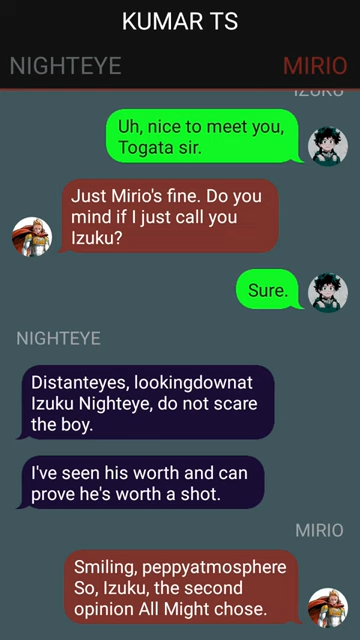 KUMAR TS
NIGHTEYE
MIRIO
IZUKU
Uh, nice to meet you,
Togata sir.
Just Mirio's fine. Do you
mind if I just call you
Izuku?
Sure.
NIGHTEYE
Distanteyes, lookingdownat
Izuku Nighteye, do not scare
the boy.
I've seen his worth and can
prove he's worth a shot.
MIRIO
Smiling, peppyatmosphere
So, Izuku, the second
opinion All Might chose.